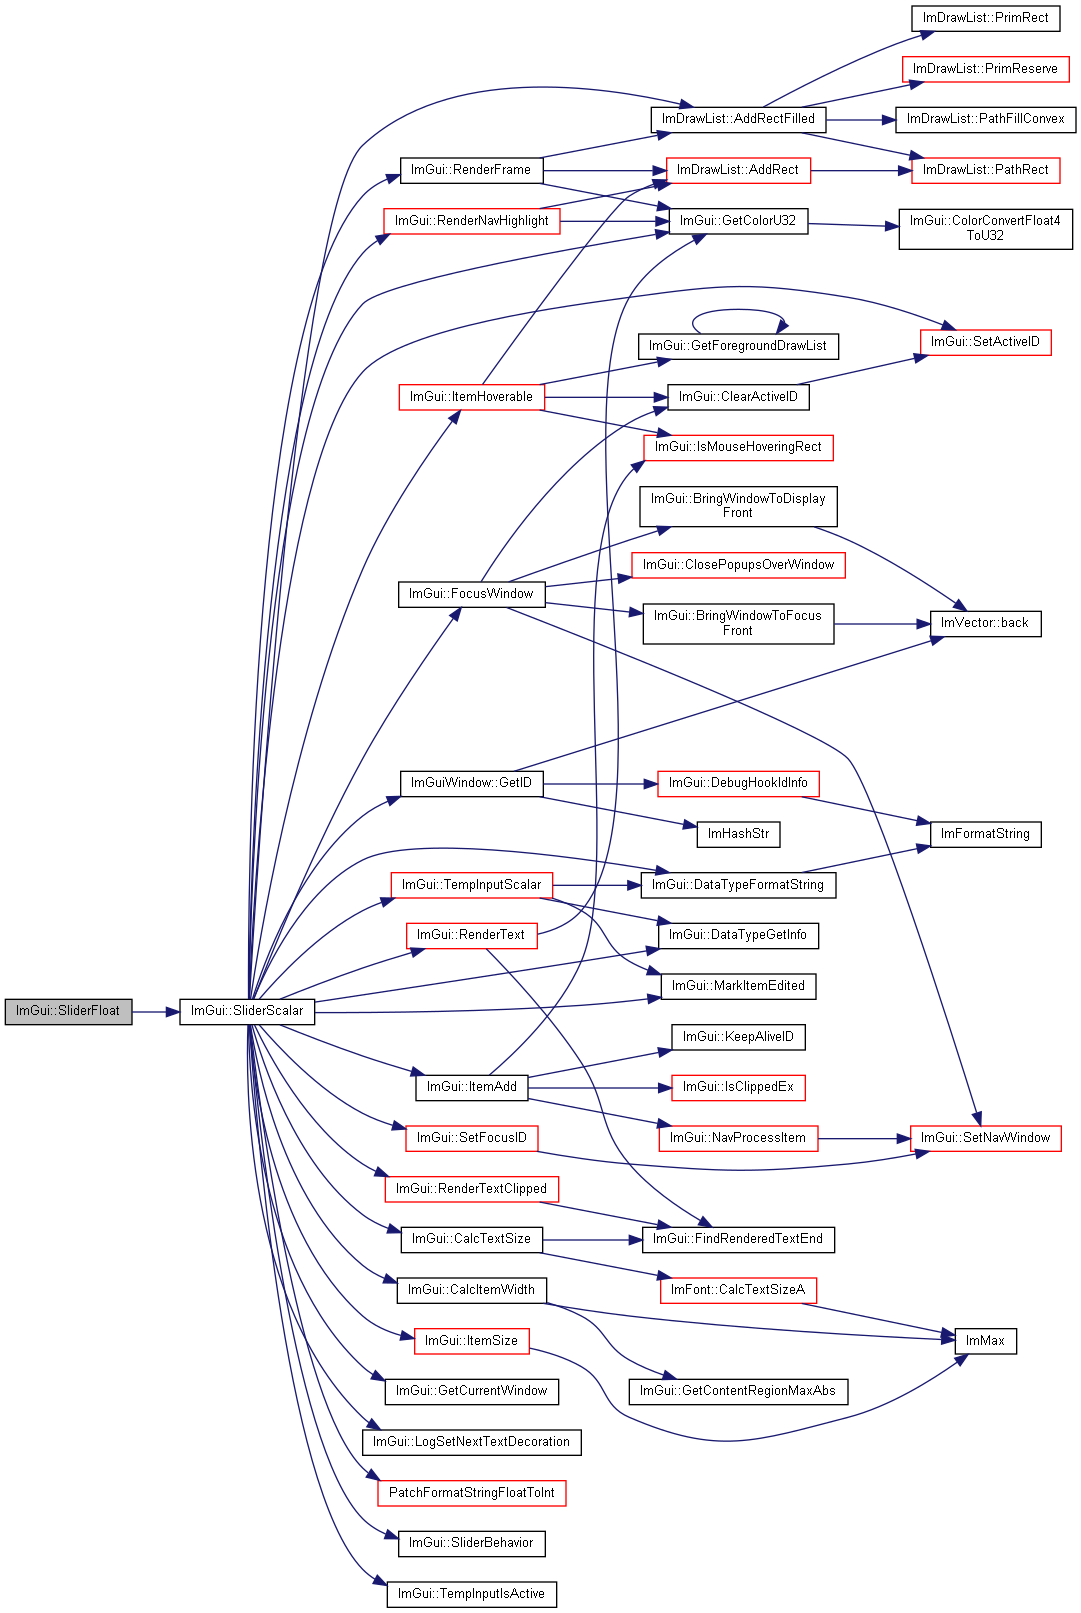 ImDrawList::PrimRect
ImDrawList::PrimReserve
ImDrawList::AddRectFilled
ImDrawList::PathFillConvex
ImGui::RenderFrame
ImDrawList::AddRect
ImDrawList::PathRect
ImGui::RenderNavHighlight
ImGui::GetColorU32
ImGui::ColorConvertFloat4
ToU32
ImGui::GetForegroundDrawList
ImGui::SetActiveID
ImGui::ItemHoverable
ImGui::ClearActiveID
ImGui::IsMouseHoveringRect
ImGui::BringWindowToDisplay
Front
ImGui::ClosePopupsOverWindow
ImGui::FocusWindow
ImGui::BringWindowToFocus
Front
ImVector::back
ImGuiWindow::GetID
ImGui::DebugHookIdInfo
ImHashStr
ImFormatString
ImGui::TempInputScalar
ImGui::DataTypeFormatString
ImGui::RenderText
ImGui::DataTypeGetInfo
ImGui::MarkItemEdited
ImGui::SliderFloat
ImGui::SliderScalar
ImGui::KeepAliveID
ImGui::ItemAdd
ImGui::IsClippedEx
ImGui::SetFocusID
ImGui::NavProcessItem
ImGui::SetNavWindow
ImGui::RenderTextClipped
ImGui::CalcTextSize
ImGui::FindRenderedTextEnd
ImGui::CalcItemWidth
ImFont::CalcTextSizeA
ImGui::ItemSize
ImMax
ImGui::GetCurrentWindow
ImGui::GetContentRegionMaxAbs
ImGui::LogSetNextTextDecoration
PatchFormatStringFloatToInt
ImGui::SliderBehavior
ImGui::TempInputIsActive